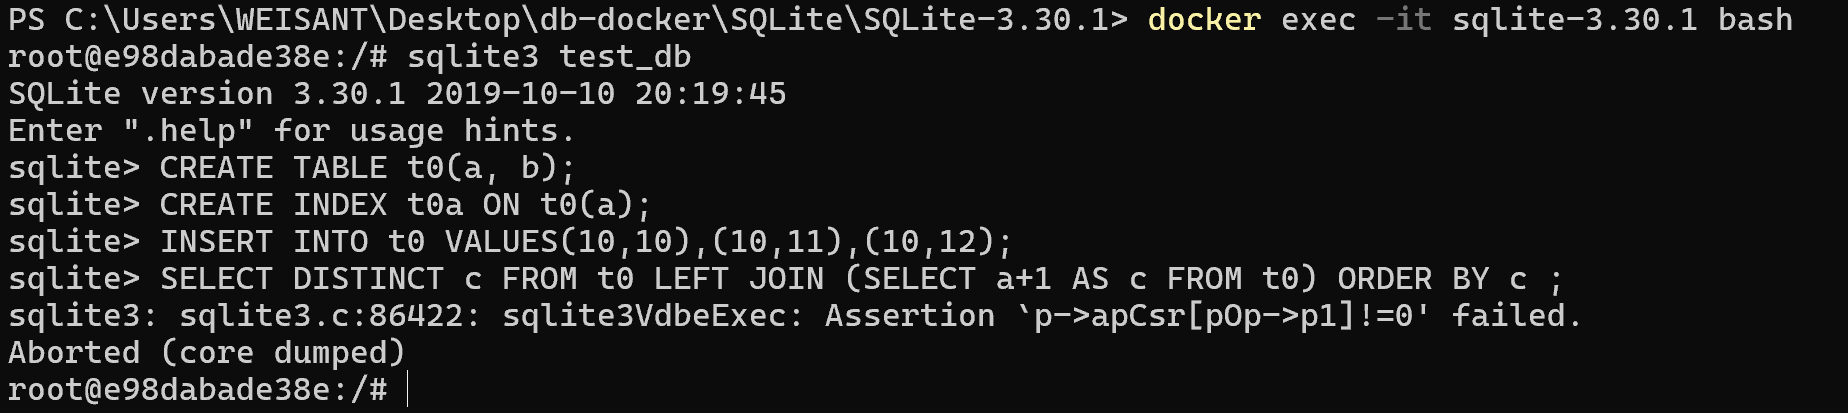 PS C:\Users\WEISANT\Desktop\db-docker\SQLite\SQLite-3.30.1> docker exec -it sqlite-3.30.1 bash
root@e98dabade38e:/# sqlite3 test_db
SQLite version 3.30.1 2019-10-10 20:19:45
Enter ".help" for usage hints.
sqlite> CREATE TABLE t0(a, b);
sqlite> CREATE INDEX t0a ON t0(a);
sqlite> INSERT INTO t0 VALUES(10,10),(10,11),(10,12);
sqlite> SELECT DISTINCT c FROM t0 LEFT JOIN (SELECT a+1 AS c FROM t0) ORDER BY c ;
sqlite3: sqlite3.c:86422: sqlite3VdbeExec: Assertion `p->apCsr[pOp->p1]!=0' failed.
Aborted (core dumped)
root@e98dabade38e:/#